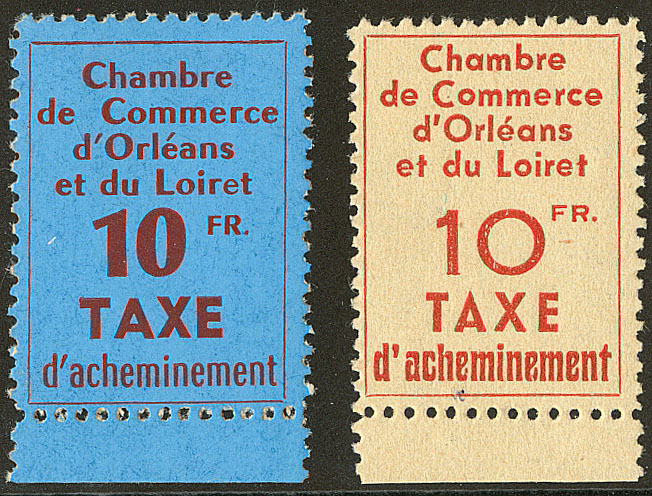 Chambre
de Commerce
d'Orléans
et du Loiret
10 FR.
TAXE
d'acheminement
Chambre
de Commerce
d'Orléans
et du Loiret
10 FR.
TAXE
d'acheminement